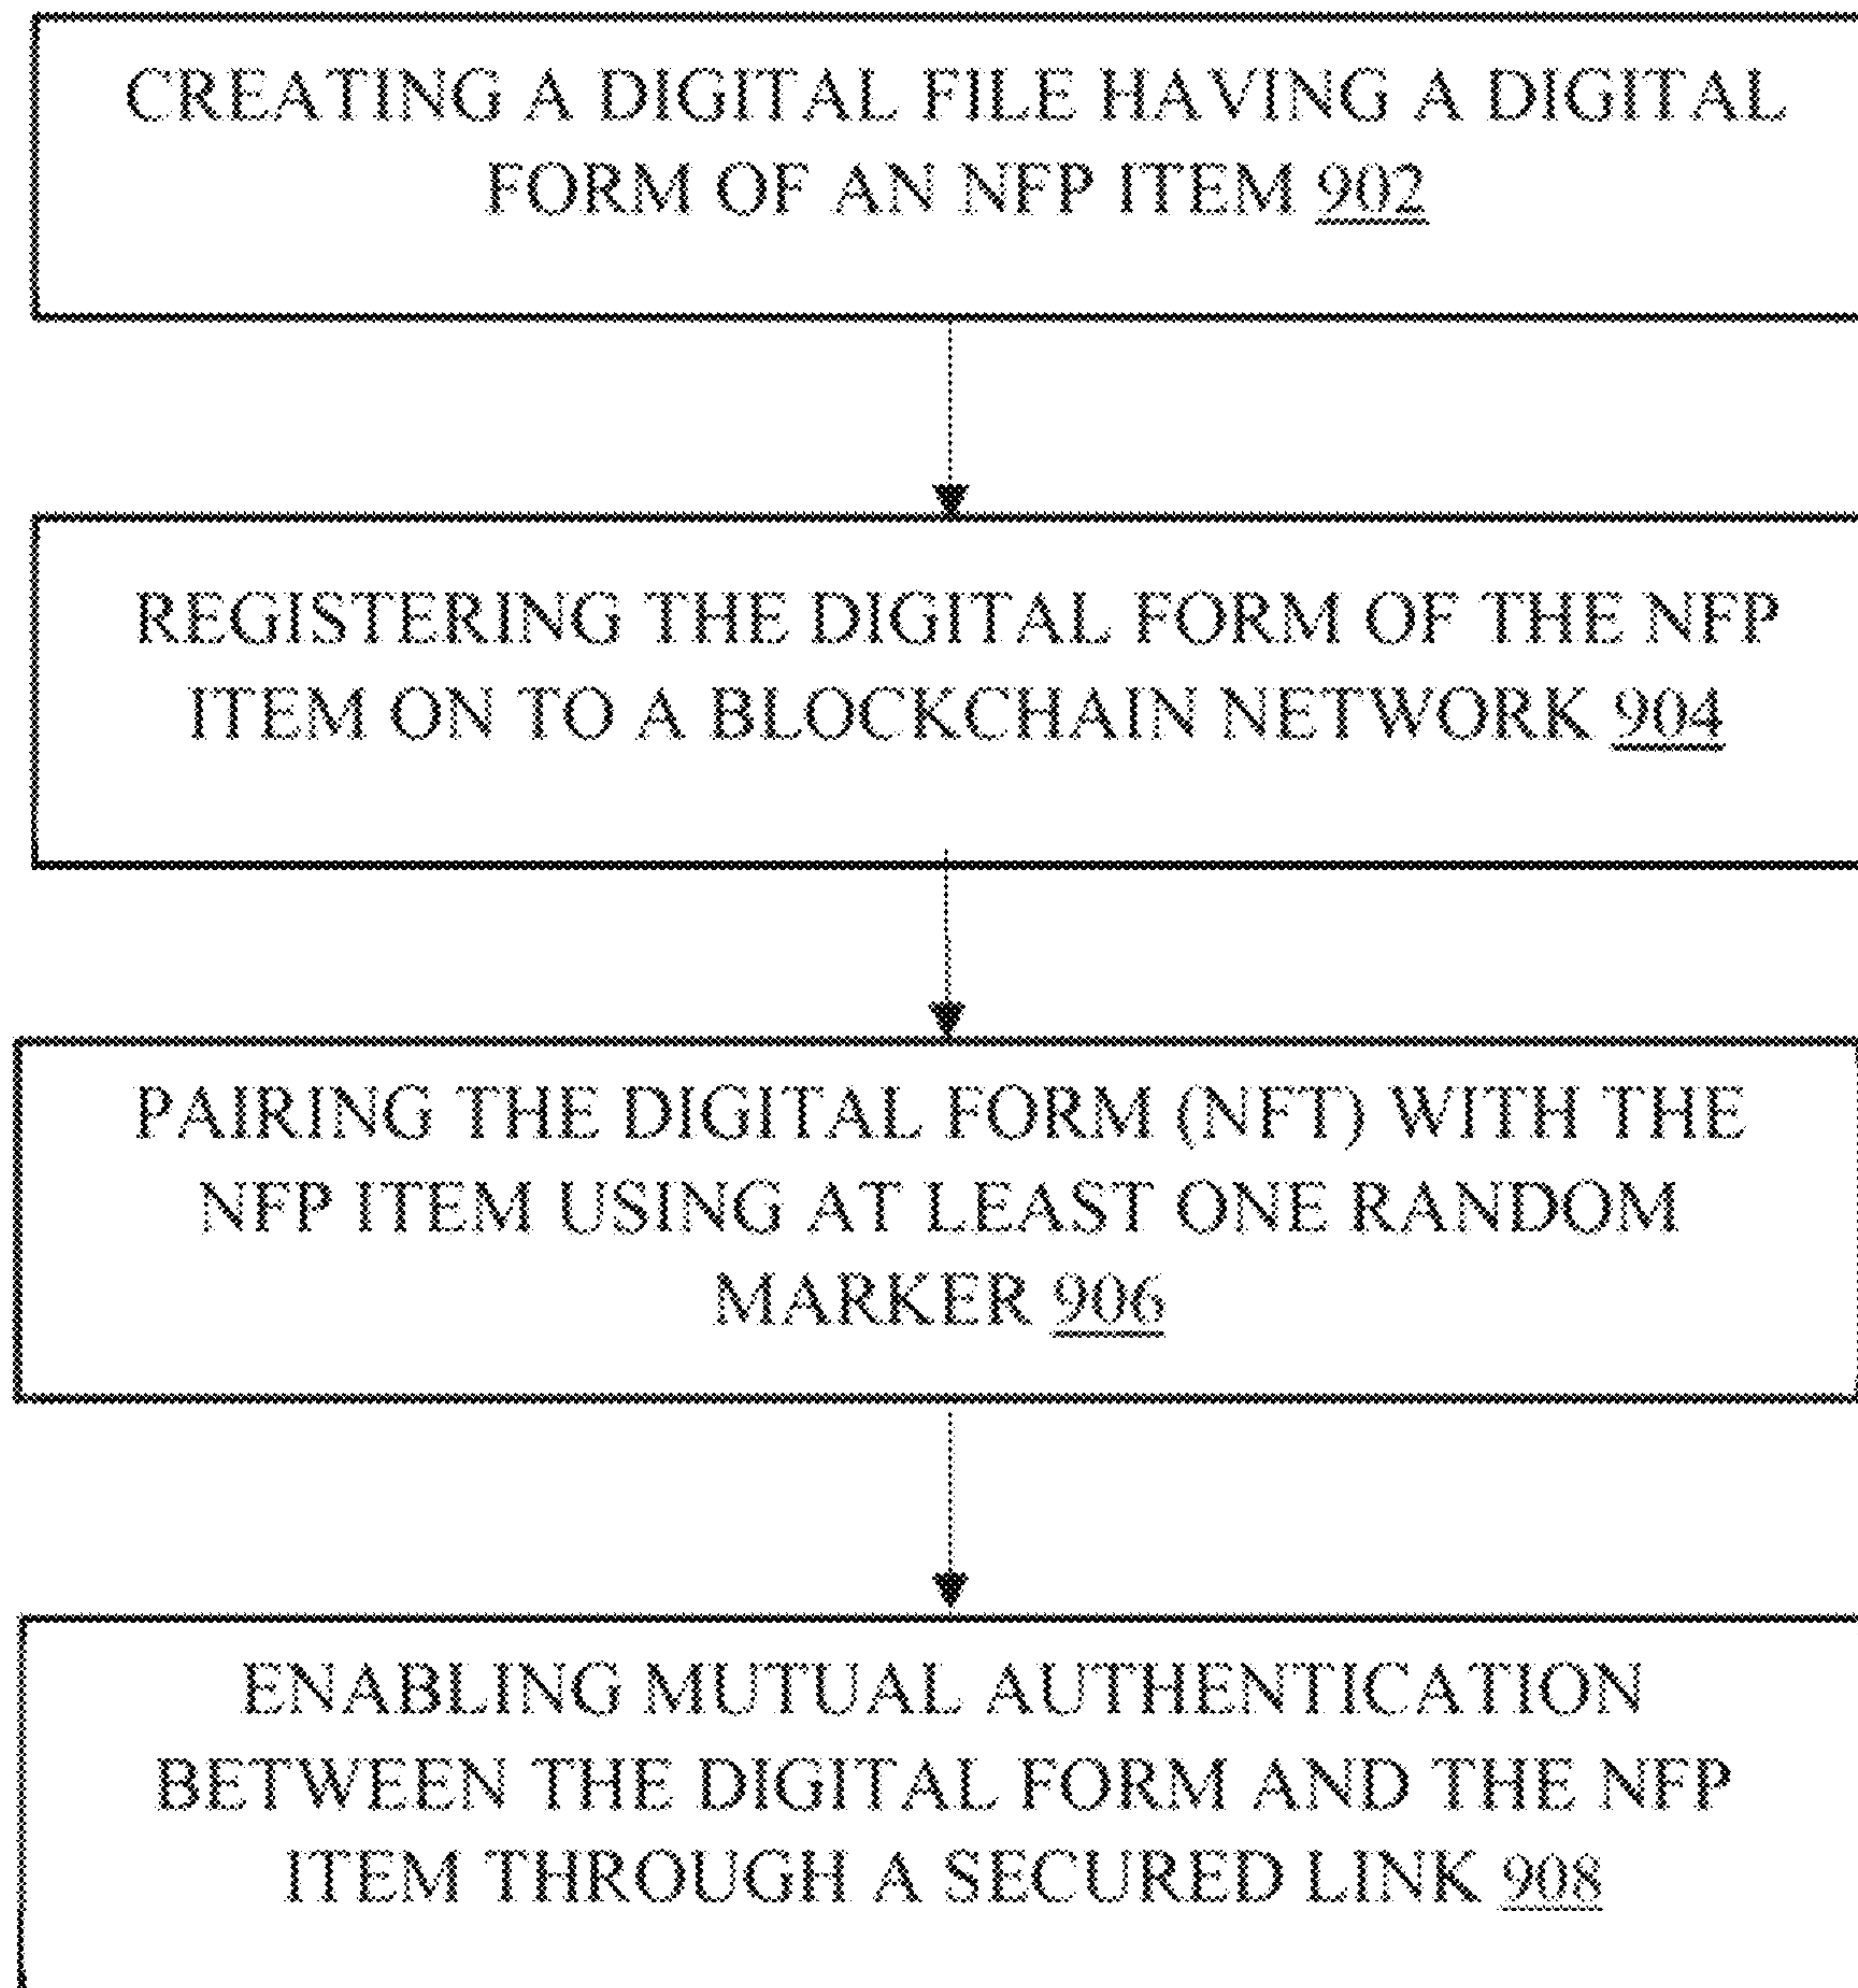 CREATING A DIGITAL FILE HAVING A DIGITAL
FORM OF AN NFP ITEM 902
REGISTERING THE DIGITAL FORM OF THE NFP
ITEM ON TO A BLOCKCHAIN NETWORK 904
PAIRING THE DIGITAL FORM (NFT) WITH THE
NFP ITEM USING AT LEAST ONE RANDOM
MARKER 906
ENABLING MUTUAL AUTHENTICATION
BETWEEN THE DIGITAL FORM AND THE NFP
ITEM THROUGH A SECURED LINK 908